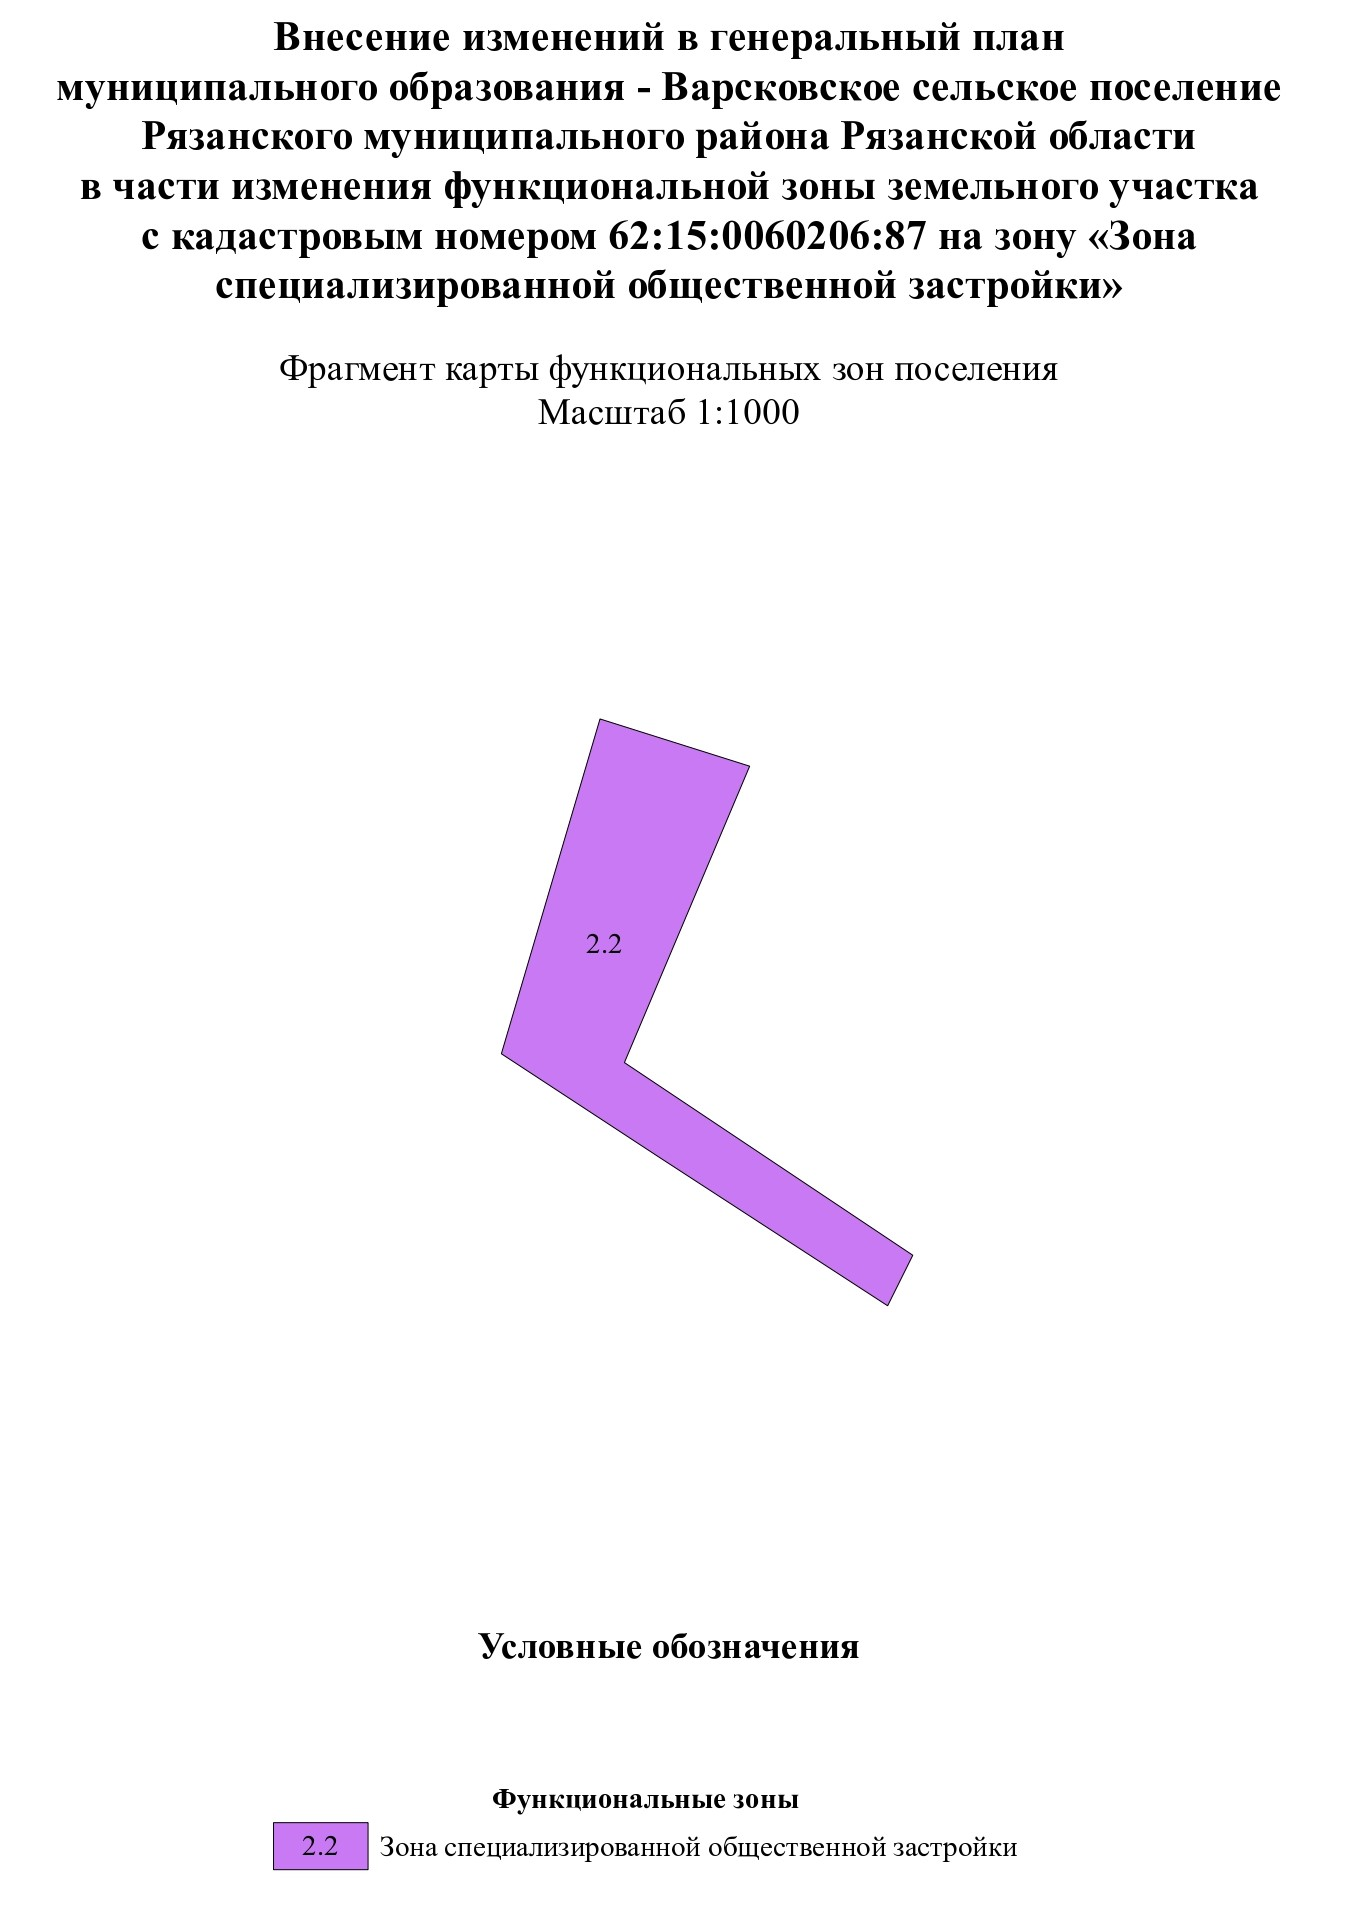 Внесение изменений в генеральный план
муниципального образования - Варсковское сельское поселение
Рязанского муниципального района Рязанской области
в части изменения функциональной зоны земельного участка
с кадастровым номером 62:15:0060206:87 на зону «Зона
специализированной общественной застройки»
Фрагмент карты функциональных зон поселения
Масштаб 1:1000
2.2
Условные обозначения
Функциональные зоны
2.2 Зона специализированной общественной застройки